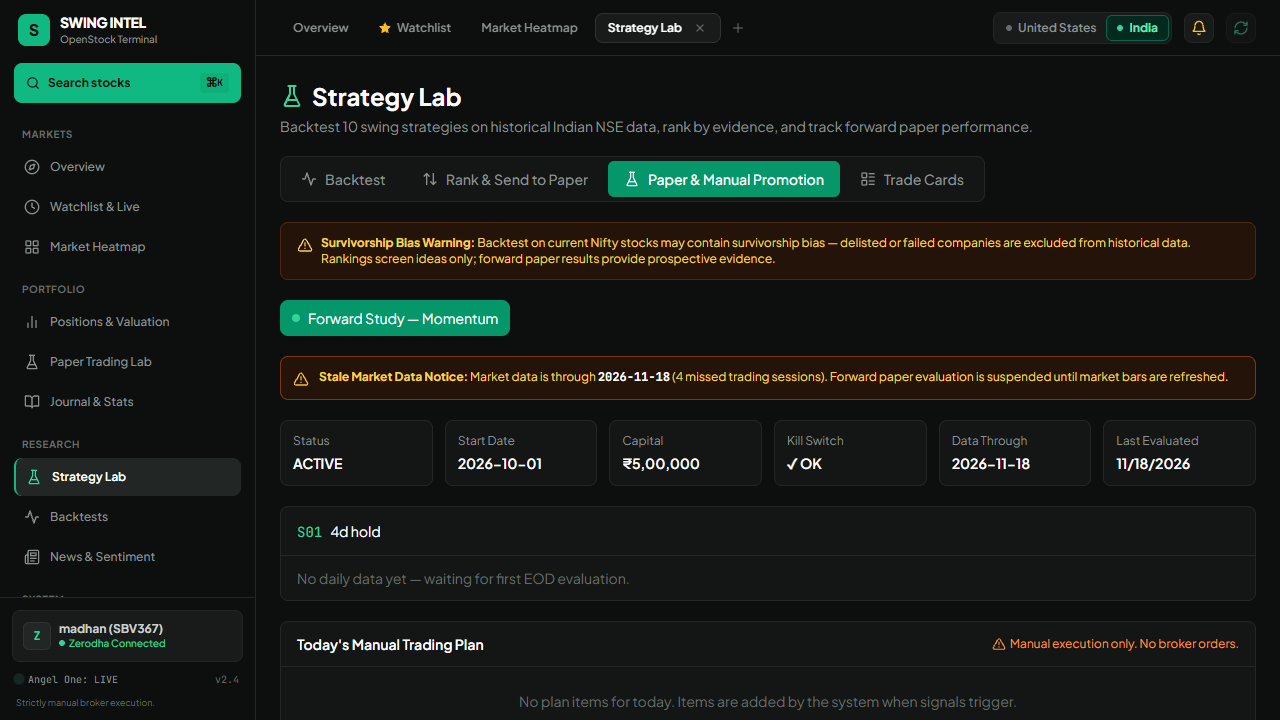 S
SWING INTEL
OpenStock Terminal
Search stocks ⌘K
MARKETS
Overview
Watchlist & Live
Market Heatmap
PORTFOLIO
Positions & Valuation
Paper Trading Lab
Journal & Stats
RESEARCH
Strategy Lab
Backtests
News & Sentiment
Z
madhan (SBV367)
Zerodha Connected
Angel One: LIVE v2.4
Strictly manual broker execution.
Overview Watchlist Market Heatmap Strategy Lab × + United States India
Strategy Lab
Backtest 10 swing strategies on historical Indian NSE data, rank by evidence, and track forward paper performance.
Backtest Rank & Send to Paper Paper & Manual Promotion Trade Cards
Survivorship Bias Warning: Backtest on current Nifty stocks may contain survivorship bias — delisted or failed companies are excluded from historical data.
Rankings screen ideas only; forward paper results provide prospective evidence.
Forward Study — Momentum
Stale Market Data Notice: Market data is through 2026-11-18 (4 missed trading sessions). Forward paper evaluation is suspended until market bars are refreshed.
Status Start Date Capital Kill Switch Data Through Last Evaluated
ACTIVE 2026-10-01 ₹5,00,000 ✓ OK 2026-11-18 11/18/2026
S01 4d hold
No daily data yet — waiting for first EOD evaluation.
Today's Manual Trading Plan Manual execution only. No broker orders.
No plan items for today. Items are added by the system when signals trigger.